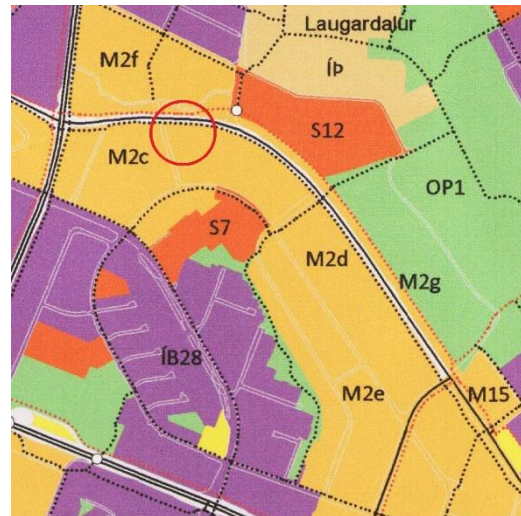 Laugardalur
M2f
ÍÞ
S12
M2c
OP1
S7
M2d
M2g
ÍB28
M2e
M15